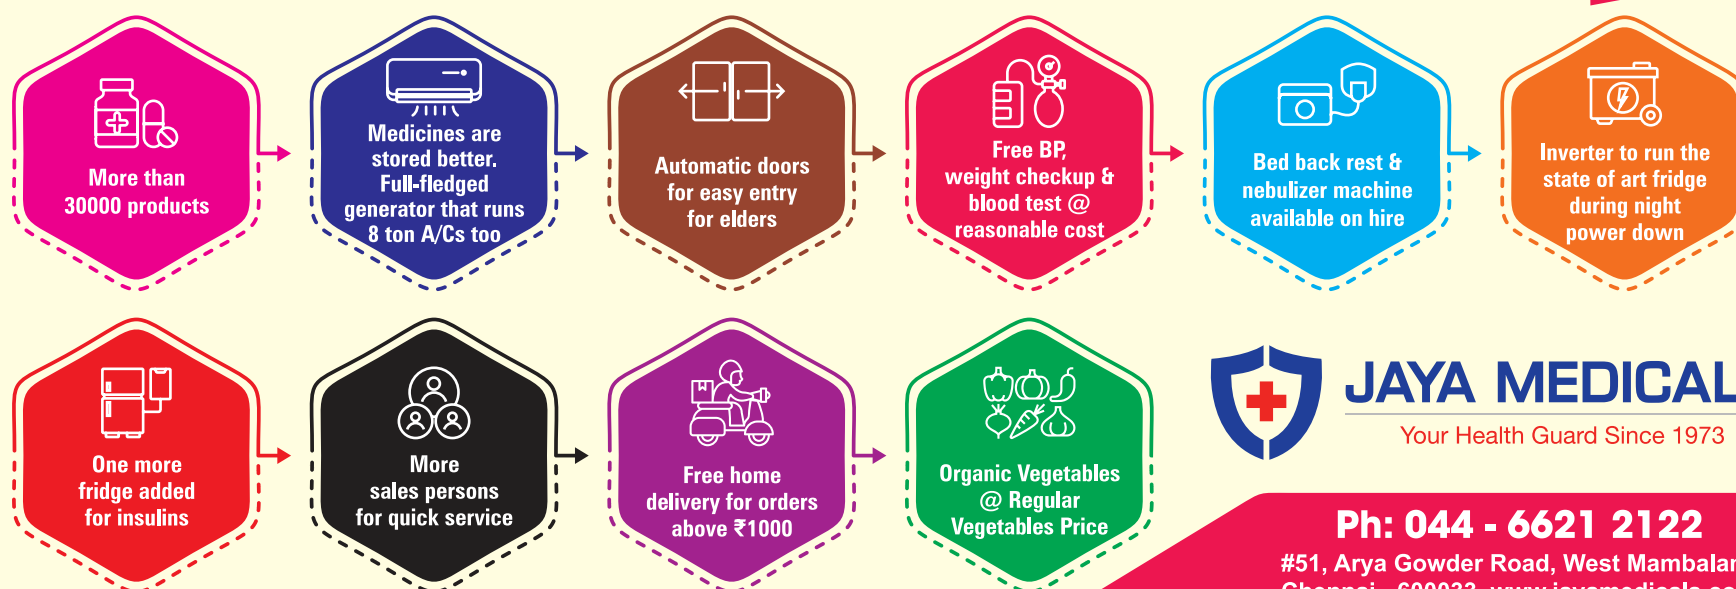 More than
30000 products
Medicines are
stored better.
Full-fledged
generator that runs
8 ton A/Cs too
Automatic doors
for easy entry
for elders
Free BP,
weight checkup &
blood test @
reasonable cost
Bed back rest &
nebulizer machine
available on hire
Inverter to run the
state of art fridge
during night
power down
One more
fridge added
for insulins
More
sales persons
for quick service
Free home
delivery for orders
above ₹1000
Organic Vegetables
@ Regular
Vegetables Price
JAYA MEDICAL
Your Health Guard Since 1973
Ph: 044 - 6621 2122
#51, Arya Gowder Road, West
Chennai - 600033